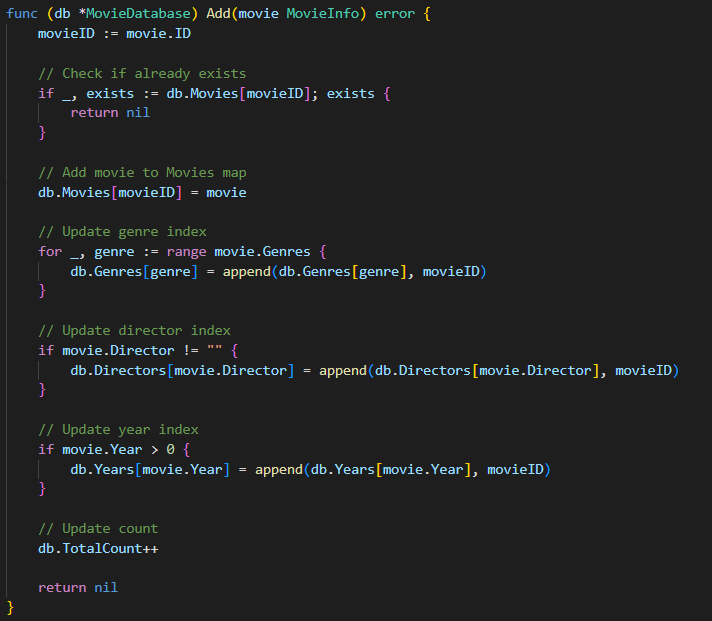 func (db *MovieDatabase) Add(movie MovieInfo) error {
    movieID := movie.ID

    // Check if already exists
    if _, exists := db.Movies[movieID]; exists {
        return nil
    }

    // Add movie to Movies map
    db.Movies[movieID] = movie

    // Update genre index
    for _, genre := range movie.Genres {
        db.Genres[genre] = append(db.Genres[genre], movieID)
    }

    // Update director index
    if movie.Director != "" {
        db.Directors[movie.Director] = append(db.Directors[movie.Director], movieID)
    }

    // Update year index
    if movie.Year > 0 {
        db.Years[movie.Year] = append(db.Years[movie.Year], movieID)
    }

    // Update count
    db.TotalCount++

    return nil
}